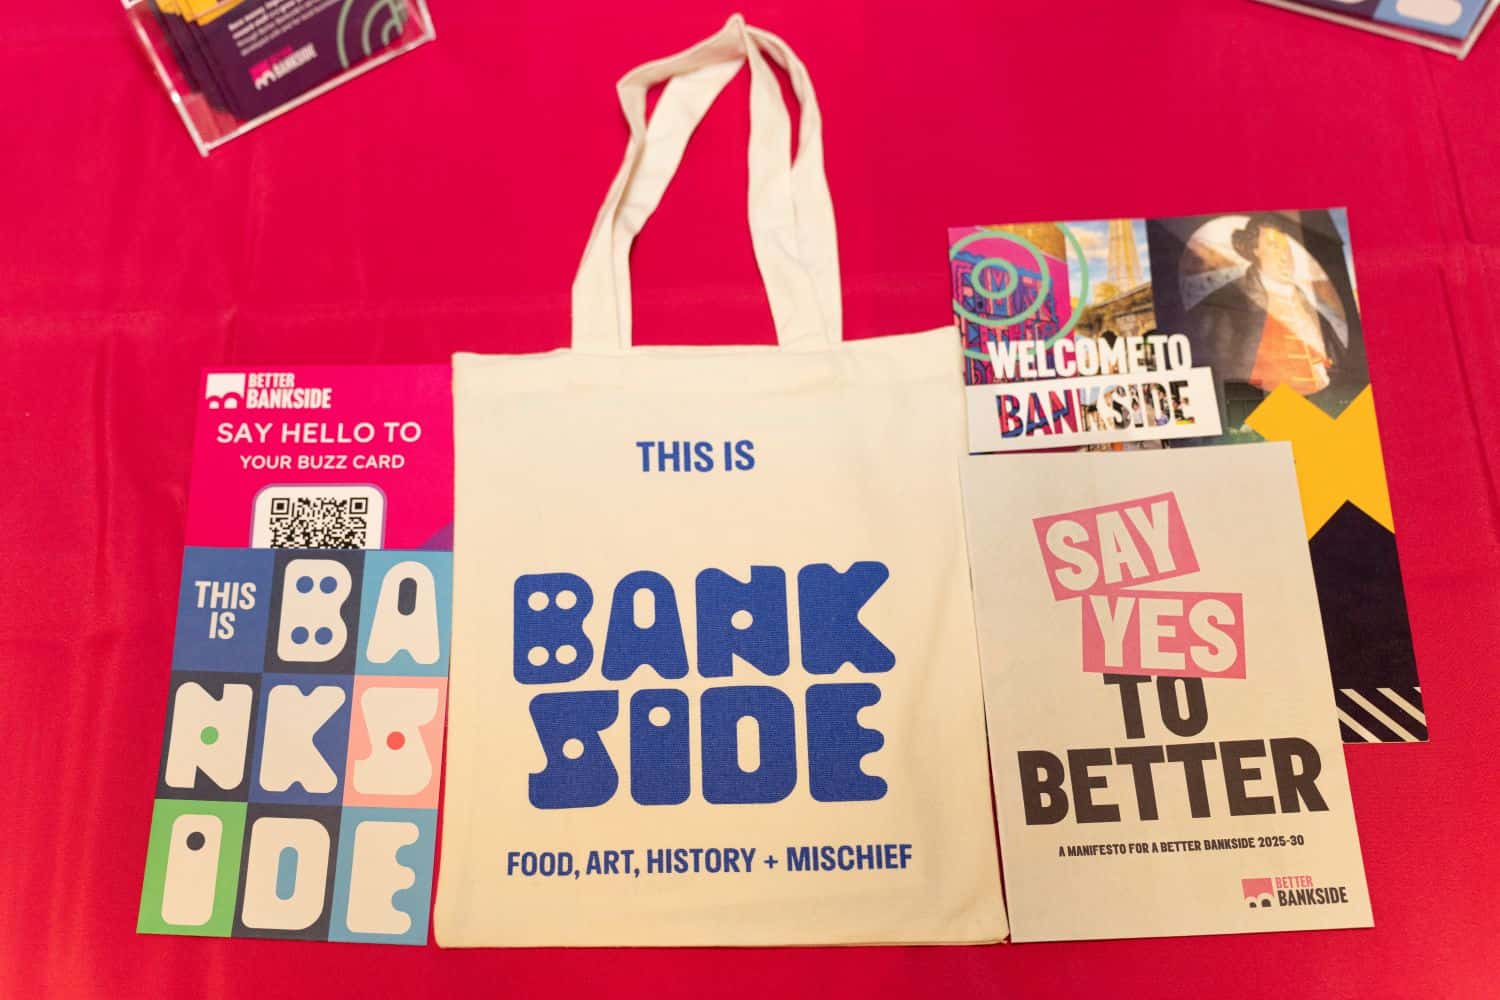 BANKSIDE
BETTER
BANKSIDE
SAY HELLO TO
YOUR BUZZ CARD
THIS
IS
BA
NKS
IDE
THIS IS
BANK
SIDE
FOOD, ART, HISTORY + MISCHIEF
WELCOME TO
BANKSIDE
SAY
YES
TO
BETTER
A MANIFESTO FOR A BETTER BANKSIDE 2025-30
BETTER
BANKSIDE